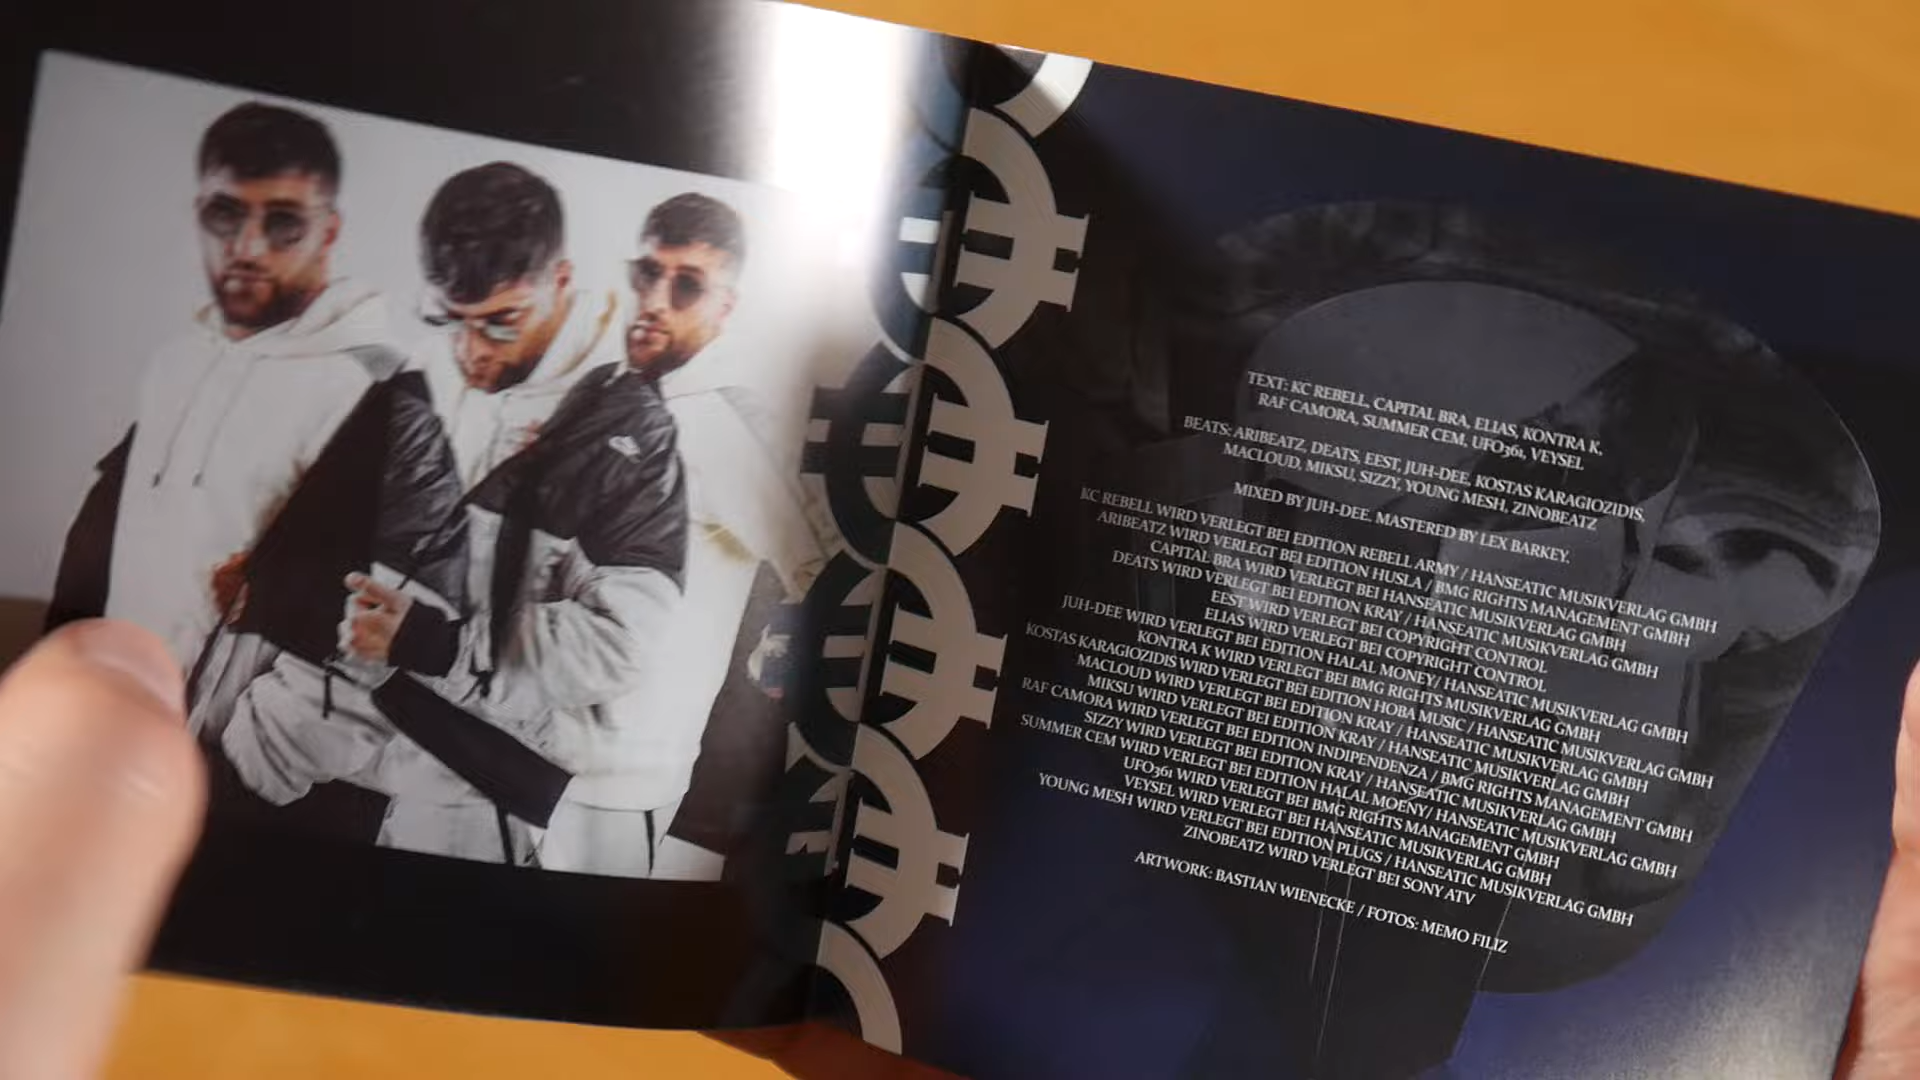 TEXT: KC REBELL, CAPITAL BRA, ELIAS, KONTRA K,
RAF CAMORA, SUMMER CEM, UFO361, VEYSEL
BEATS: ARIBEATZ, DEATS, EEST, JUH-DEE, KOSTAS KARAGIOZIDIS,
MACLOUD, MIKSU, SIZZY, YOUNG MESH, ZINOBEATZ
MIXED BY JUH-DEE. MASTERED BY LEX BARKEY.
KC REBELL WIRD VERLEGT BEI EDITION REBELL ARMY / HANSEATIC MUSIKVERLAG GMBH
ARIBEATZ WIRD VERLEGT BEI EDITION HUSLA / BMG RIGHTS MANAGEMENT GMBH
CAPITAL BRA WIRD VERLEGT BEI HANSEATIC MUSIKVERLAG GMBH
DEATS WIRD VERLEGT BEI EDITION KRAY / HANSEATIC MUSIKVERLAG GMBH
EEST WIRD VERLEGT BEI COPYRIGHT CONTROL
ELIAS WIRD VERLEGT BEI COPYRIGHT CONTROL
JUH-DEE WIRD VERLEGT BEI EDITION HALAL MONEY/ HANSEATIC MUSIKVERLAG GMBH
KONTRA K WIRD VERLEGT BEI BMG RIGHTS MUSIKVERLAG GMBH
KOSTAS KARAGIOZIDIS WIRD VERLEGT BEI EDITION HOBA MUSIC / HANSEATIC MUSIKVERLAG GMBH
MACLOUD WIRD VERLEGT BEI EDITION KRAY / HANSEATIC MUSIKVERLAG GMBH
MIKSU WIRD VERLEGT BEI EDITION KRAY / HANSEATIC MUSIKVERLAG GMBH
RAF CAMORA WIRD VERLEGT BEI EDITION INDIPENDENZA / BMG RIGHTS MANAGEMENT GMBH
SIZZY WIRD VERLEGT BEI EDITION KRAY / HANSEATIC MUSIKVERLAG GMBH
SUMMER CEM WIRD VERLEGT BEI EDITION HALAL MOENY/ HANSEATIC MUSIKVERLAG GMBH
UFO361 WIRD VERLEGT BEI BMG RIGHTS MANAGEMENT GMBH
VEYSEL WIRD VERLEGT BEI HANSEATIC MUSIKVERLAG GMBH
YOUNG MESH WIRD VERLEGT BEI EDITION PLUGS / HANSEATIC MUSIKVERLAG GMBH
ZINOBEATZ WIRD VERLEGT BEI SONY ATV
ARTWORK: BASTIAN WIENECKE / FOTOS: MEMO FILIZ